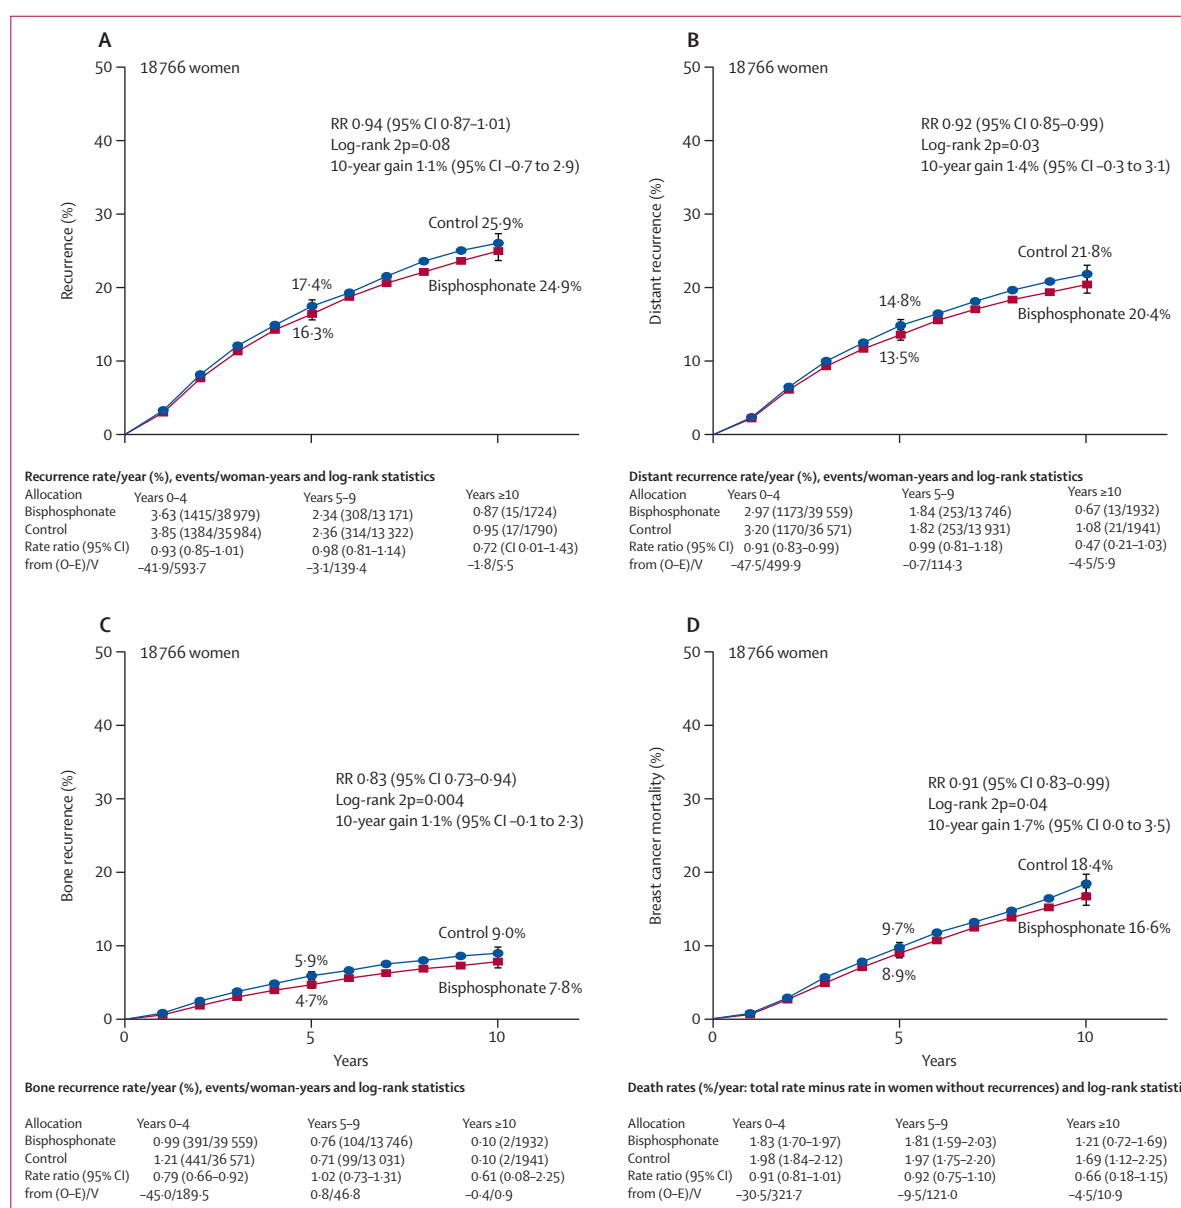 A
50
18 766 women
RR 0·94 (95% CI 0·87–1·01)
Log-rank 2p=0·08
10-year gain 1·1% (95% CI –0·7 to 2·9)
40
30
20
10
0
Recurrence (%)
Control 25·9%
17·4%
Bisphosphonate 24·9%
16·3%
Recurrence rate/year (%), events/woman-years and log-rank statistics
Allocation Years 0–4 Years 5–9 Years ≥10
Bisphosphonate 3·63 (1415/38 979) 2·34 (308/13 171) 0·87 (15/1724)
Control 3·85 (1384/35 984) 2·36 (314/13 322) 0·95 (17/1790)
Rate ratio (95% CI) 0·93 (0·85–1·01) 0·98 (0·81–1·14) 0·72 (CI 0·01–1·43)
from (O–E)/V –41·9/593·7 –3·1/139·4 –1·8/5·5
B
50
18 766 women
RR 0·92 (95% CI 0·85–0·99)
Log-rank 2p=0·03
10-year gain 1·4% (95% CI –0·3 to 3·1)
40
30
20
10
0
Distant recurrence (%)
Control 21·8%
14·8%
Bisphosphonate 20·4%
13·5%
Distant recurrence rate/year (%), events/woman-years and log-rank statistics
Allocation Years 0–4 Years 5–9 Years ≥10
Bisphosphonate 2·97 (1173/39 559) 1·84 (253/13 746) 0·67 (13/1932)
Control 3·20 (1170/36 571) 1·82 (253/13 931) 1·08 (21/1941)
Rate ratio (95% CI) 0·91 (0·83–0·99) 0·99 (0·81–1·18) 0·47 (0·21–1·03)
from (O–E)/V –47·5/499·9 –0·7/114·3 –4·5/5·9
C
50
18 766 women
RR 0·83 (95% CI 0·73–0·94)
Log-rank 2p=0·004
10-year gain 1·1% (95% CI –0·1 to 2·3)
40
30
20
10
0
Bone recurrence (%)
Control 9·0%
5·9%
Bisphosphonate 7·8%
4·7%
0 5 10
Years
Bone recurrence rate/year (%), events/woman-years and log-rank statistics
Allocation Years 0–4 Years 5–9 Years ≥10
Bisphosphonate 0·99 (391/39 559) 0·76 (104/13 746) 0·10 (2/1932)
Control 1·21 (441/36 571) 0·71 (99/13 031) 0·10 (2/1941)
Rate ratio (95% CI) 0·79 (0·66–0·92) 1·02 (0·73–1·31) 0·61 (0·08–2·25)
from (O–E)/V –45·0/189·5 0·8/46·8 –0·4/0·9
D
50
18 766 women
RR 0·91 (95% CI 0·83–0·99)
Log-rank 2p=0·04
10-year gain 1·7% (95% CI 0·0 to 3·5)
40
30
20
10
0
Breast cancer mortality (%)
Control 18·4%
9·7%
Bisphosphonate 16·6%
8·9%
0 5 10
Years
Death rates (%/year: total rate minus rate in women without recurrences) and log-rank statisti
Allocation Years 0–4 Years 5–9 Years ≥10
Bisphosphonate 1·83 (1·70–1·97) 1·81 (1·59–2·03) 1·21 (0·72–1·69)
Control 1·98 (1·84–2·12) 1·97 (1·75–2·20) 1·69 (1·12–2·25)
Rate ratio (95% CI) 0·91 (0·81–1·01) 0·92 (0·75–1·10) 0·66 (0·18–1·15)
from (O–E)/V –30·5/321·7 –9·5/121·0 –4·5/10·9